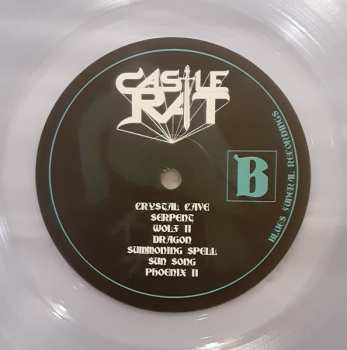 CASTLE
RAT
B
CRYSTAL CAVE
SERPENT
WOLF II
DRAGON
SUMMONING SPELL
SUN SONG
PHOENIX II
BLUES FUNERAL RECORDINGS